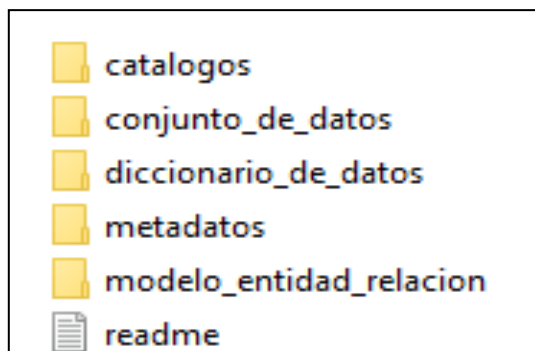 catalogos
conjunto_de_datos
diccionario_de_datos
metadatos
modelo_entidad_relacion
readme